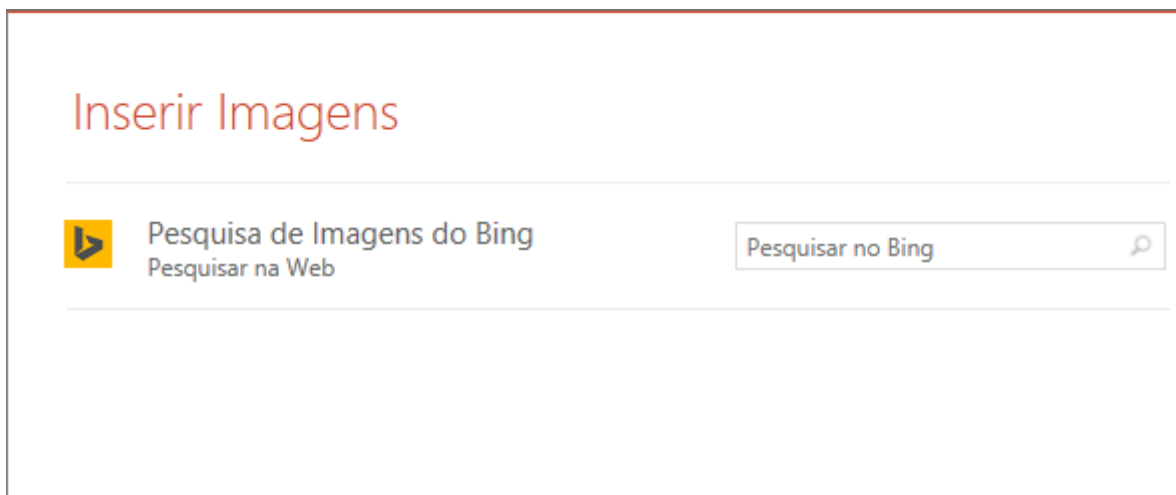 Inserir Imagens
Pesquisa de Imagens do Bing
Pesquisar na Web
Pesquisar no Bing